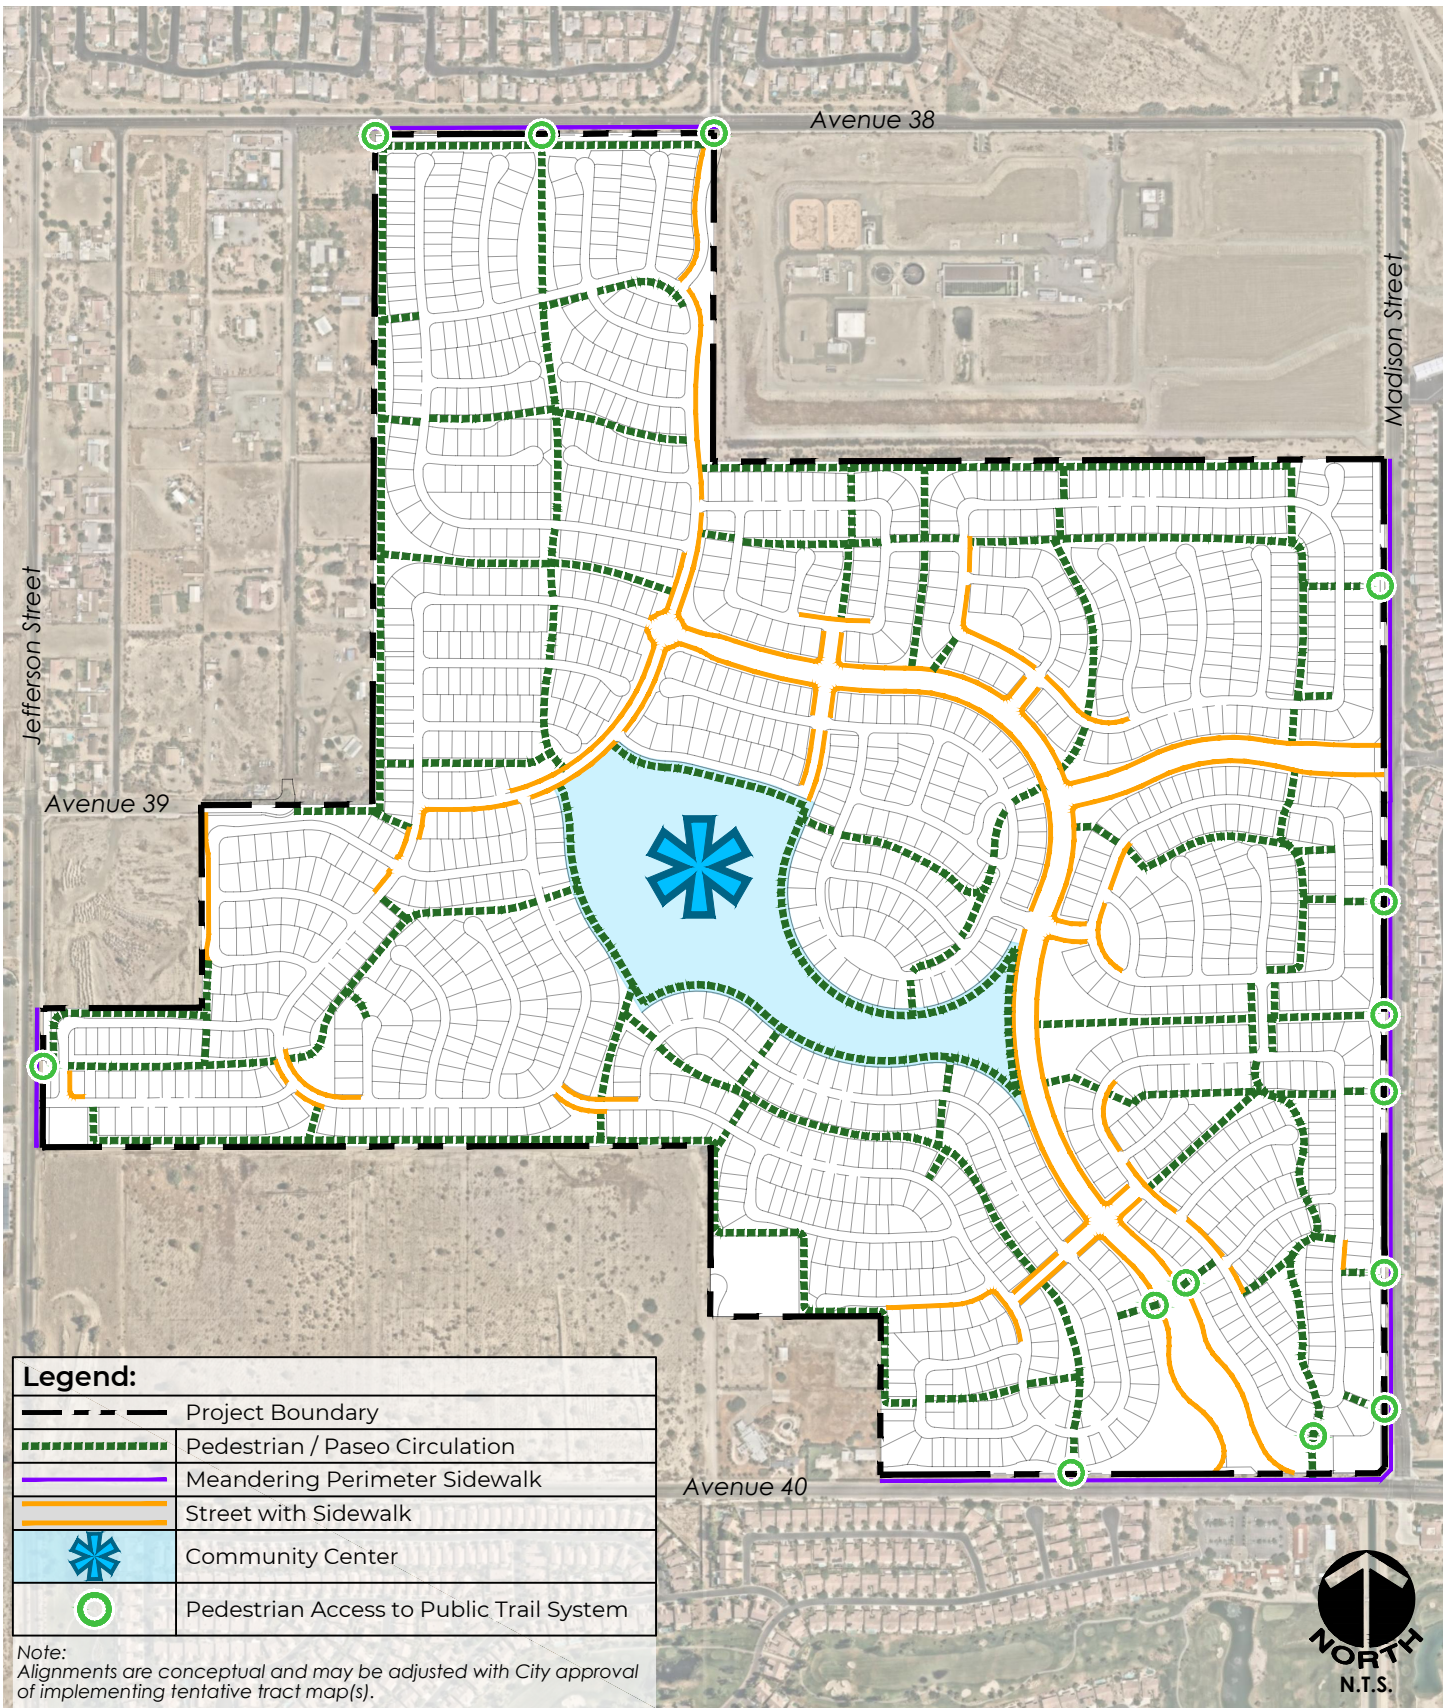 Avenue 38
Madison Street
Jefferson Street
Avenue 39
Avenue 40
Legend:
Project Boundary
Pedestrian / Paseo Circulation
Meandering Perimeter Sidewalk
Street with Sidewalk
Community Center
Pedestrian Access to Public Trail System
Note:
Alignments are conceptual and may be adjusted with City approval
of implementing tentative tract map(s).
NORTH
N.T.S.